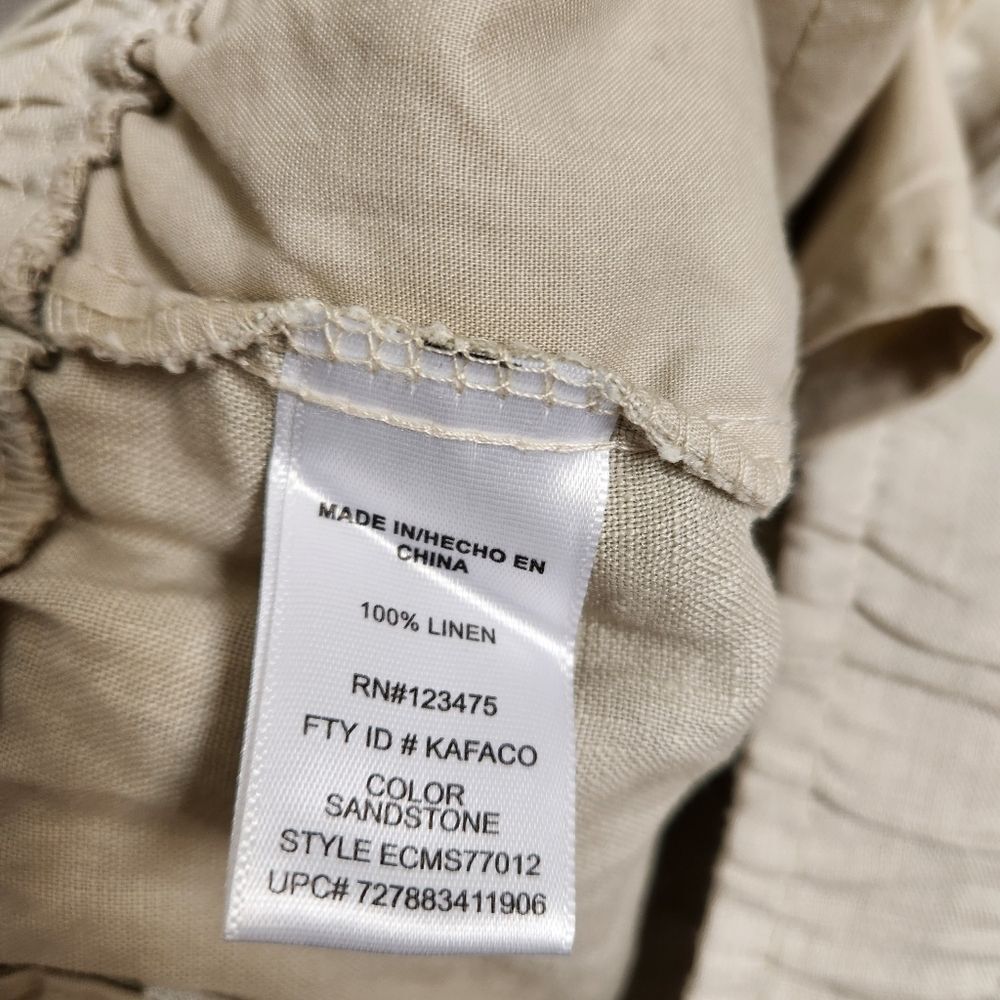 MADE IN/HECHO EN
CHINA
100% LINEN
RN#123475
FTY ID # KAFACO
COLOR
SANDSTONE
STYLE ECMS77012
UPC# 727883411906